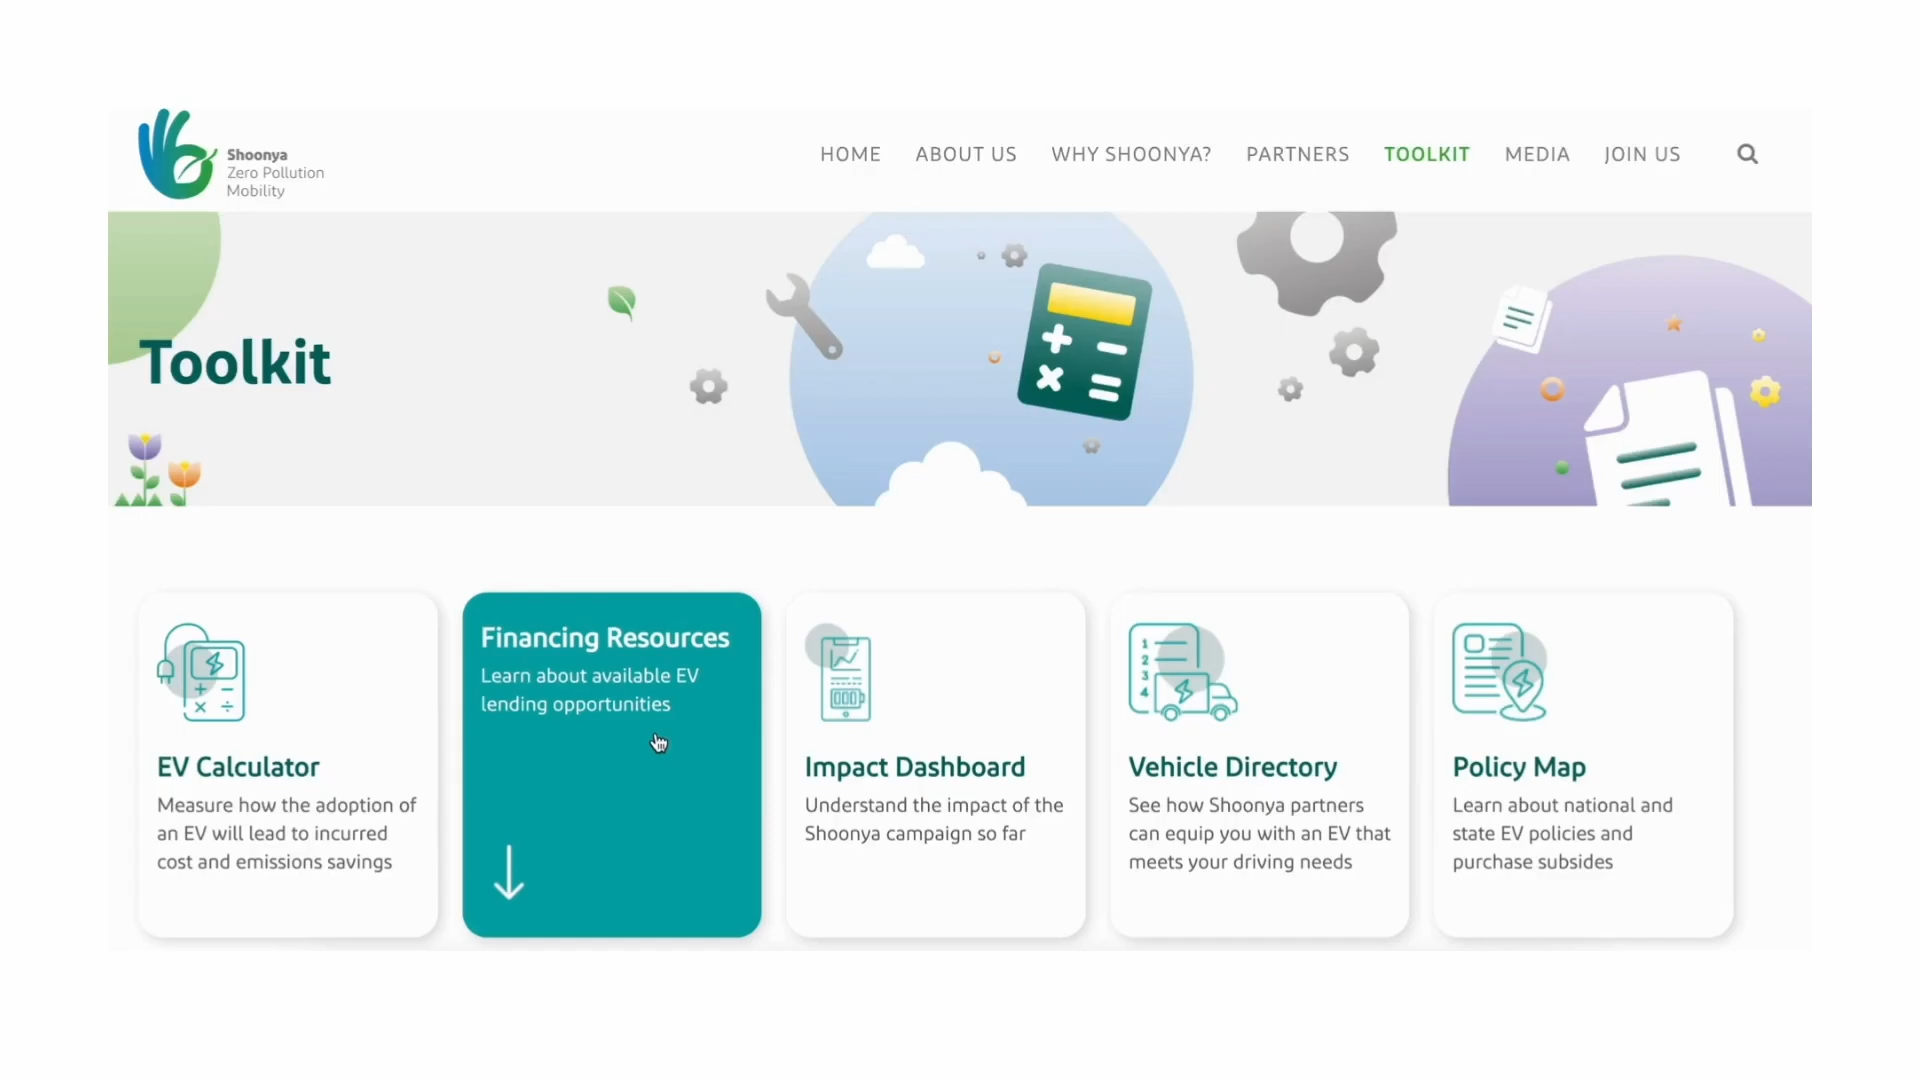 Shoonya
Zero Pollution
Mobility
HOME
ABOUT US
WHY SHOONYA?
PARTNERS
TOOLKIT
MEDIA
JOIN US
Toolkit
EV Calculator
Measure how the adoption of
an EV will lead to incurred
cost and emissions savings
Financing Resources
Learn about available EV
lending opportunities
Impact Dashboard
Understand the impact of the
Shoonya campaign so far
1
2
3
4
Vehicle Directory
See how Shoonya partners
can equip you with an EV that
meets your driving needs
Policy Map
Learn about national and
state EV policies and
purchase subsides